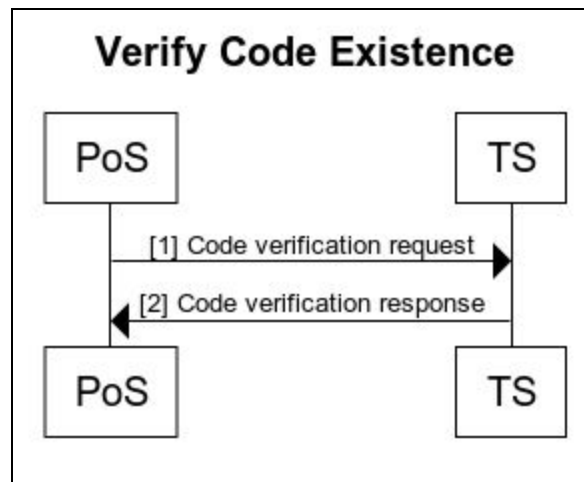 Verify Code Existence
PoS
TS
[1] Code verification request
[2] Code verification response
PoS
TS